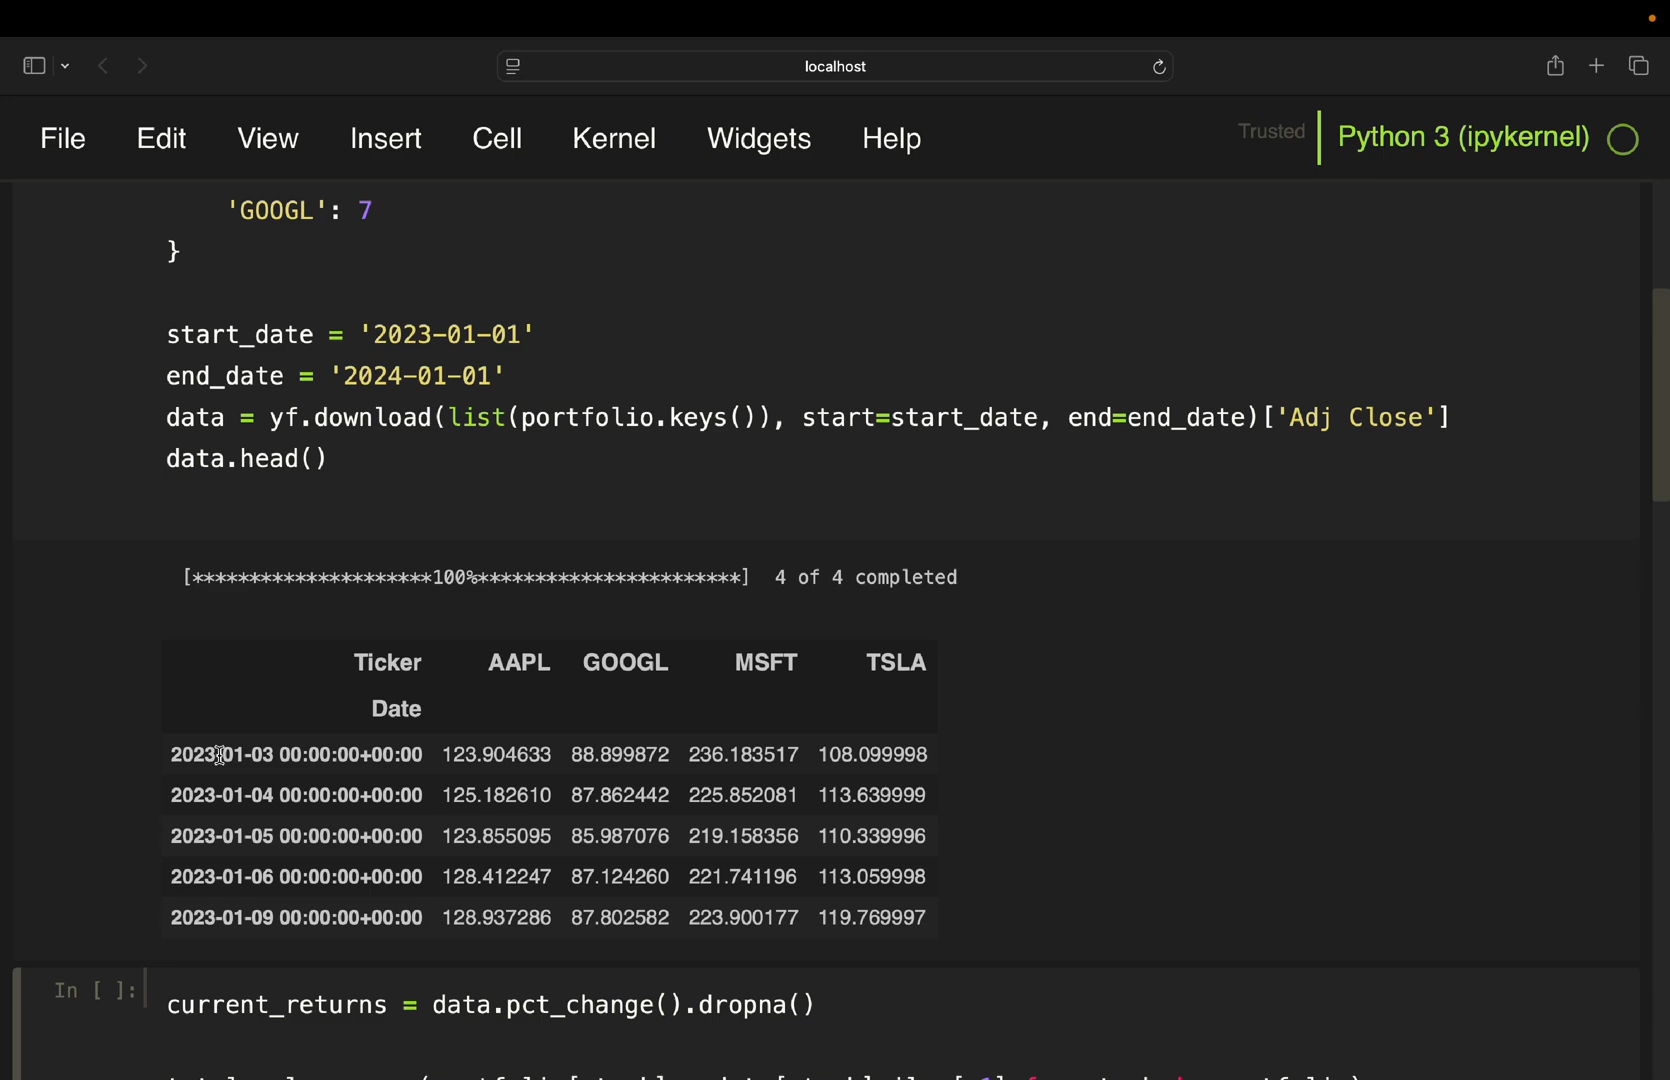 localhost
File Edit View Insert Cell Kernel Widgets Help Trusted Python 3 (ipykernel)
'GOOGL': 7
}
start_date = '2023-01-01'
end_date = '2024-01-01'
data = yf.download(list(portfolio.keys()), start=start_date, end=end_date)['Adj Close']
data.head()
[*********************100%***********************] 4 of 4 completed
Ticker AAPL GOOGL MSFT TSLA
Date
2023-01-03 00:00:00+00:00 123.904633 88.899872 236.183517 108.099998
2023-01-04 00:00:00+00:00 125.182610 87.862442 225.852081 113.639999
2023-01-05 00:00:00+00:00 123.855095 85.987076 219.158356 110.339996
2023-01-06 00:00:00+00:00 128.412247 87.124260 221.741196 113.059998
2023-01-09 00:00:00+00:00 128.937286 87.802582 223.900177 119.769997
In [ ]: current_returns = data.pct_change().dropna()